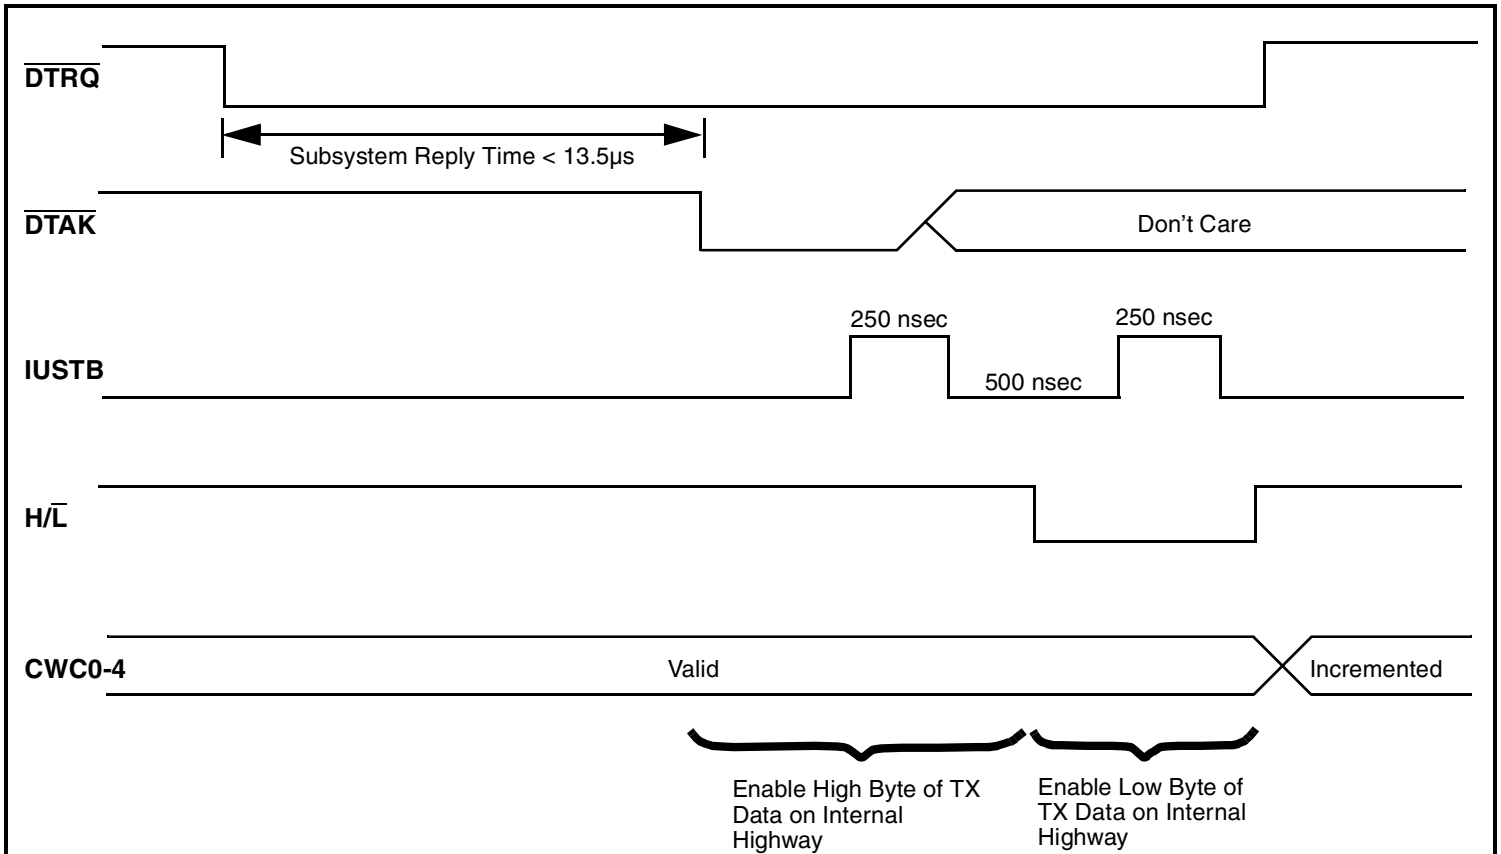 DTRQ
Subsystem Reply Time < 13.5µs
DTAK
Don't Care
250 nsec
250 nsec
IUSTB
500 nsec
H/L
CWC0-4
Valid
Incremented
Enable High Byte of TX
Data on Internal
Highway
Enable Low Byte of
TX Data on Internal
Highway